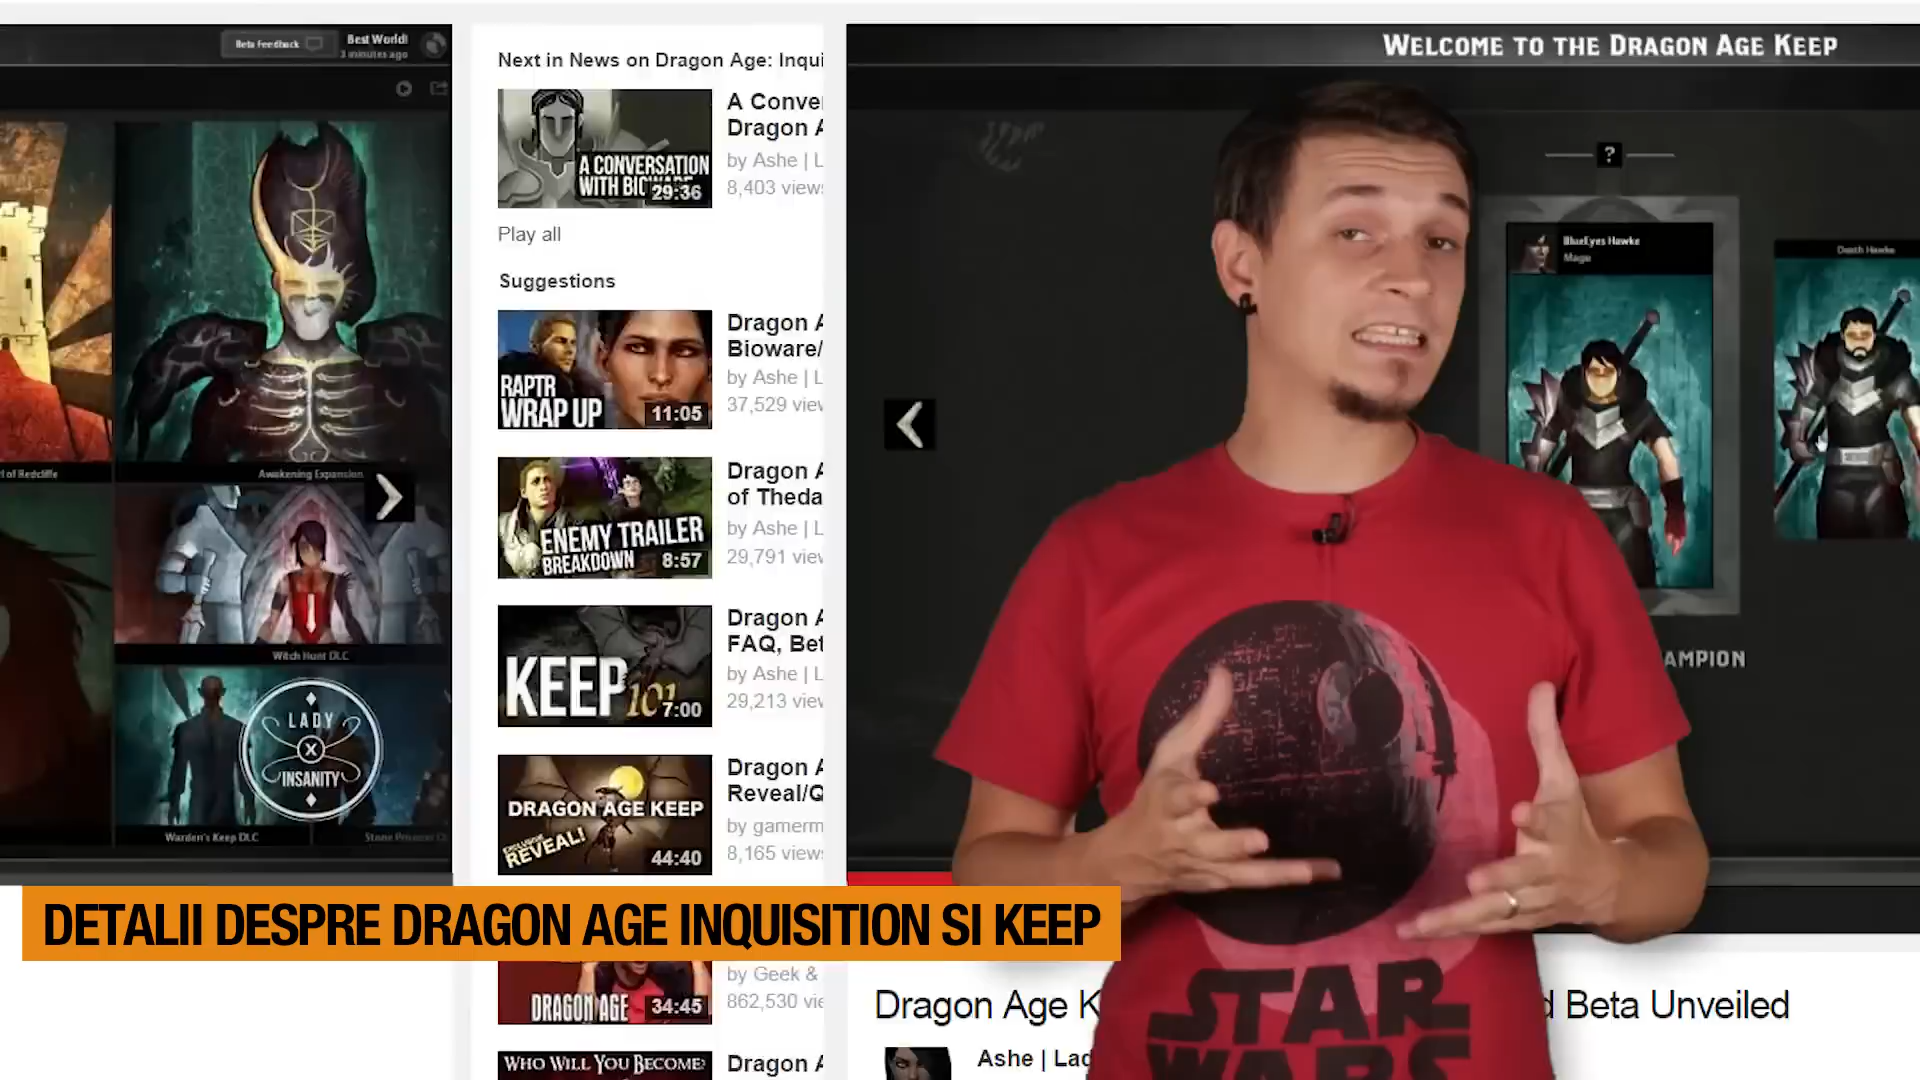 Beta Feedback
Best World!
3 minutes ago
Awakening Expansion
Witch Hunt DLC
Warden's Keep DLC
LADY
X
INSANITY
Next in News on Dragon Age: Inqui
A CONVERSATION
29:36
A Conve
Dragon A
by Ashe | L
8,403 views
Play all
Suggestions
RAPTR
WRAP UP
11:05
Dragon A
Bioware/
by Ashe | L
37,529 view
ENEMY TRAILER
BREAKDOWN
8:57
Dragon A
of Theda
by Ashe | L
29,791 view
KEEP 101
7:00
Dragon A
FAQ, Bet
by Ashe | L
29,213 view
DRAGON AGE KEEP
EXCLUSIVE
REVEAL!
44:40
Dragon A
Reveal/Q
by gamerm
8,165 views
DRAGON AGE
34:45
by Geek &
862,530 vie
WHO WILL YOU BECOME?
Dragon A
WELCOME TO THE DRAGON AGE KEEP
?
BlueEyes Hawke
Mage
Death Hawke
AMPION
DETALII DESPRE DRAGON AGE INQUISITION SI KEEP
Dragon Age K
d Beta Unveiled
Ashe | Lad
STAR
WARS